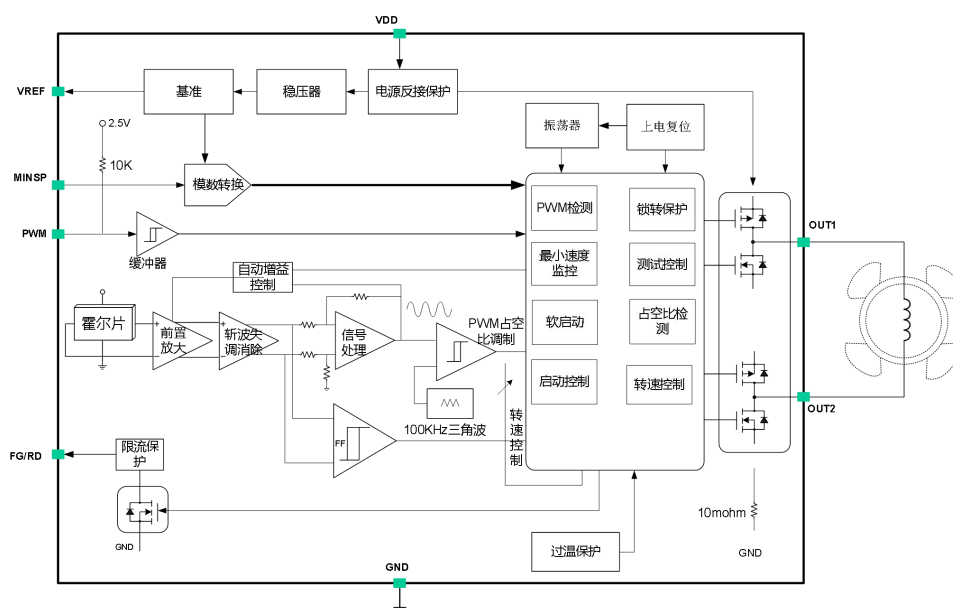 VDD
VREF
基准
稳压器
电源反接保护
2.5V
振荡器
上电复位
10K
MINSP
模数转换
PWM检测
锁转保护
PWM
缓冲器
OUT1
最小速度
监控
测试控制
自动增益
控制
霍尔片
前置
放大
斩波失
调消除
信号
处理
PWM占空
比调制
软启动
占空比检
测
启动控制
转速控制
100KHz三角波
转
速
控
制
OUT2
FF
FG/RD
限流保
护
GND
10mohm
过温保护
GND
GND